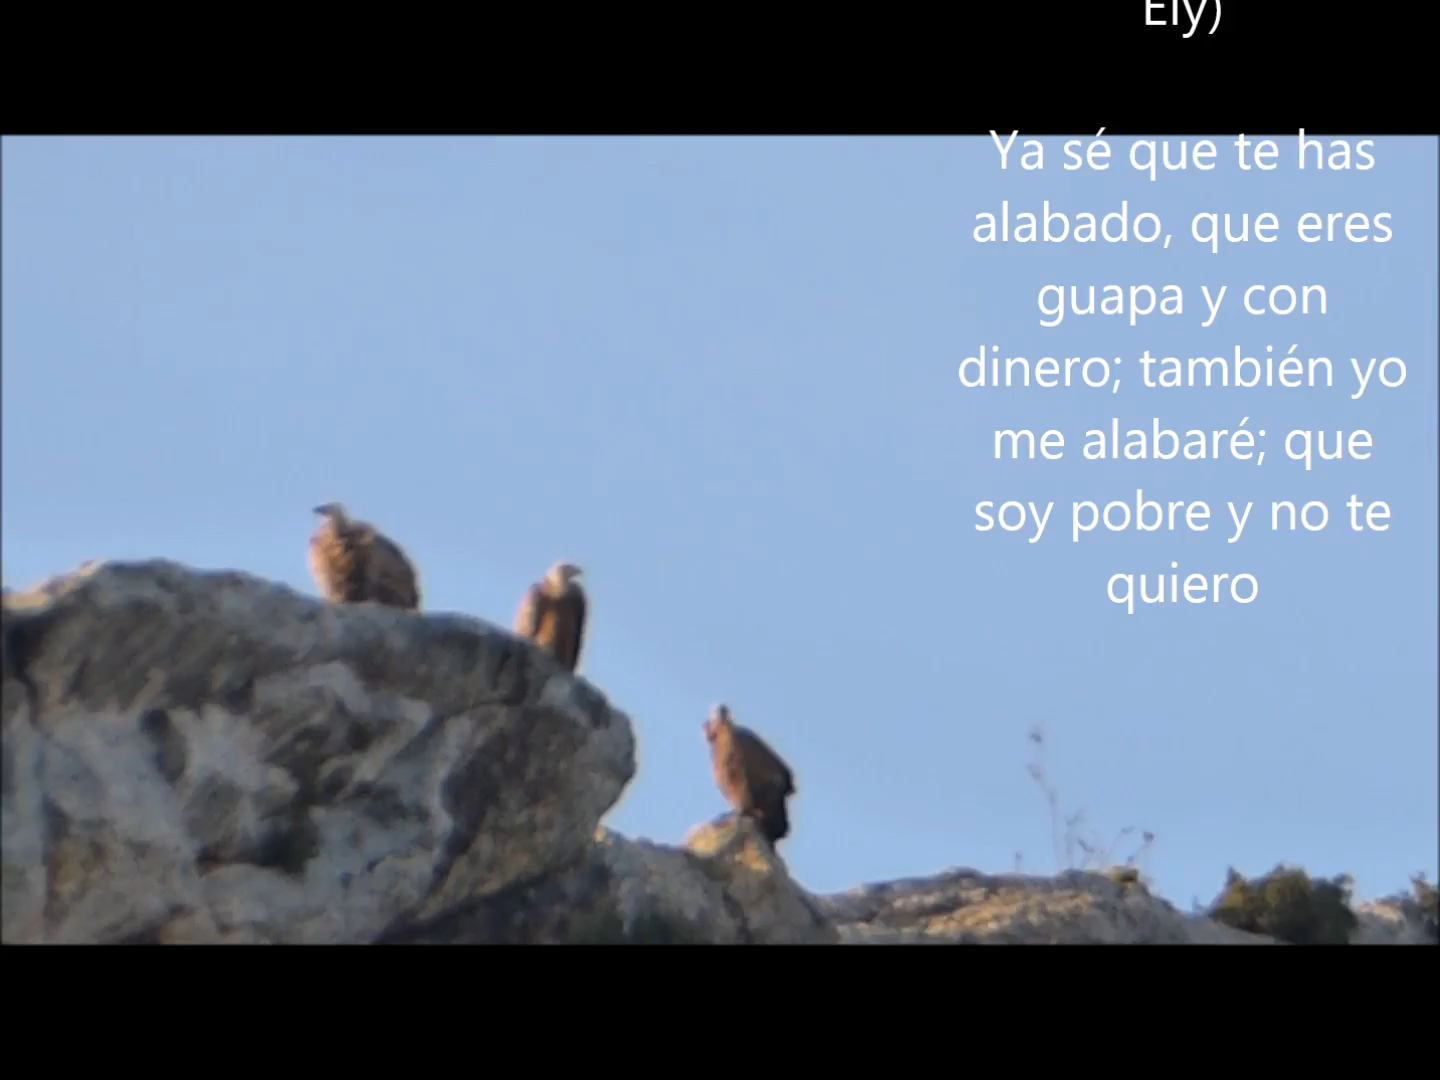 Ely)
Ya sé que te has
alabado, que eres
guapa y con
dinero; también yo
me alabaré; que
soy pobre y no te
quiero